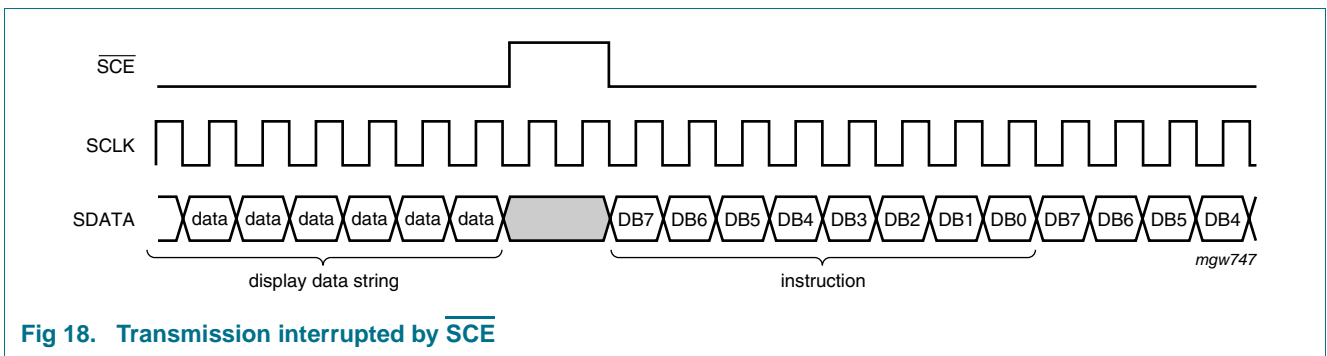 SCE
SCLK
SDATA data data data data data data DB7 DB6 DB5 DB4 DB3 DB2 DB1 DB0 DB7 DB6 DB5 DB4
mgw747
display data string instruction
Fig 18. Transmission interrupted by SCE